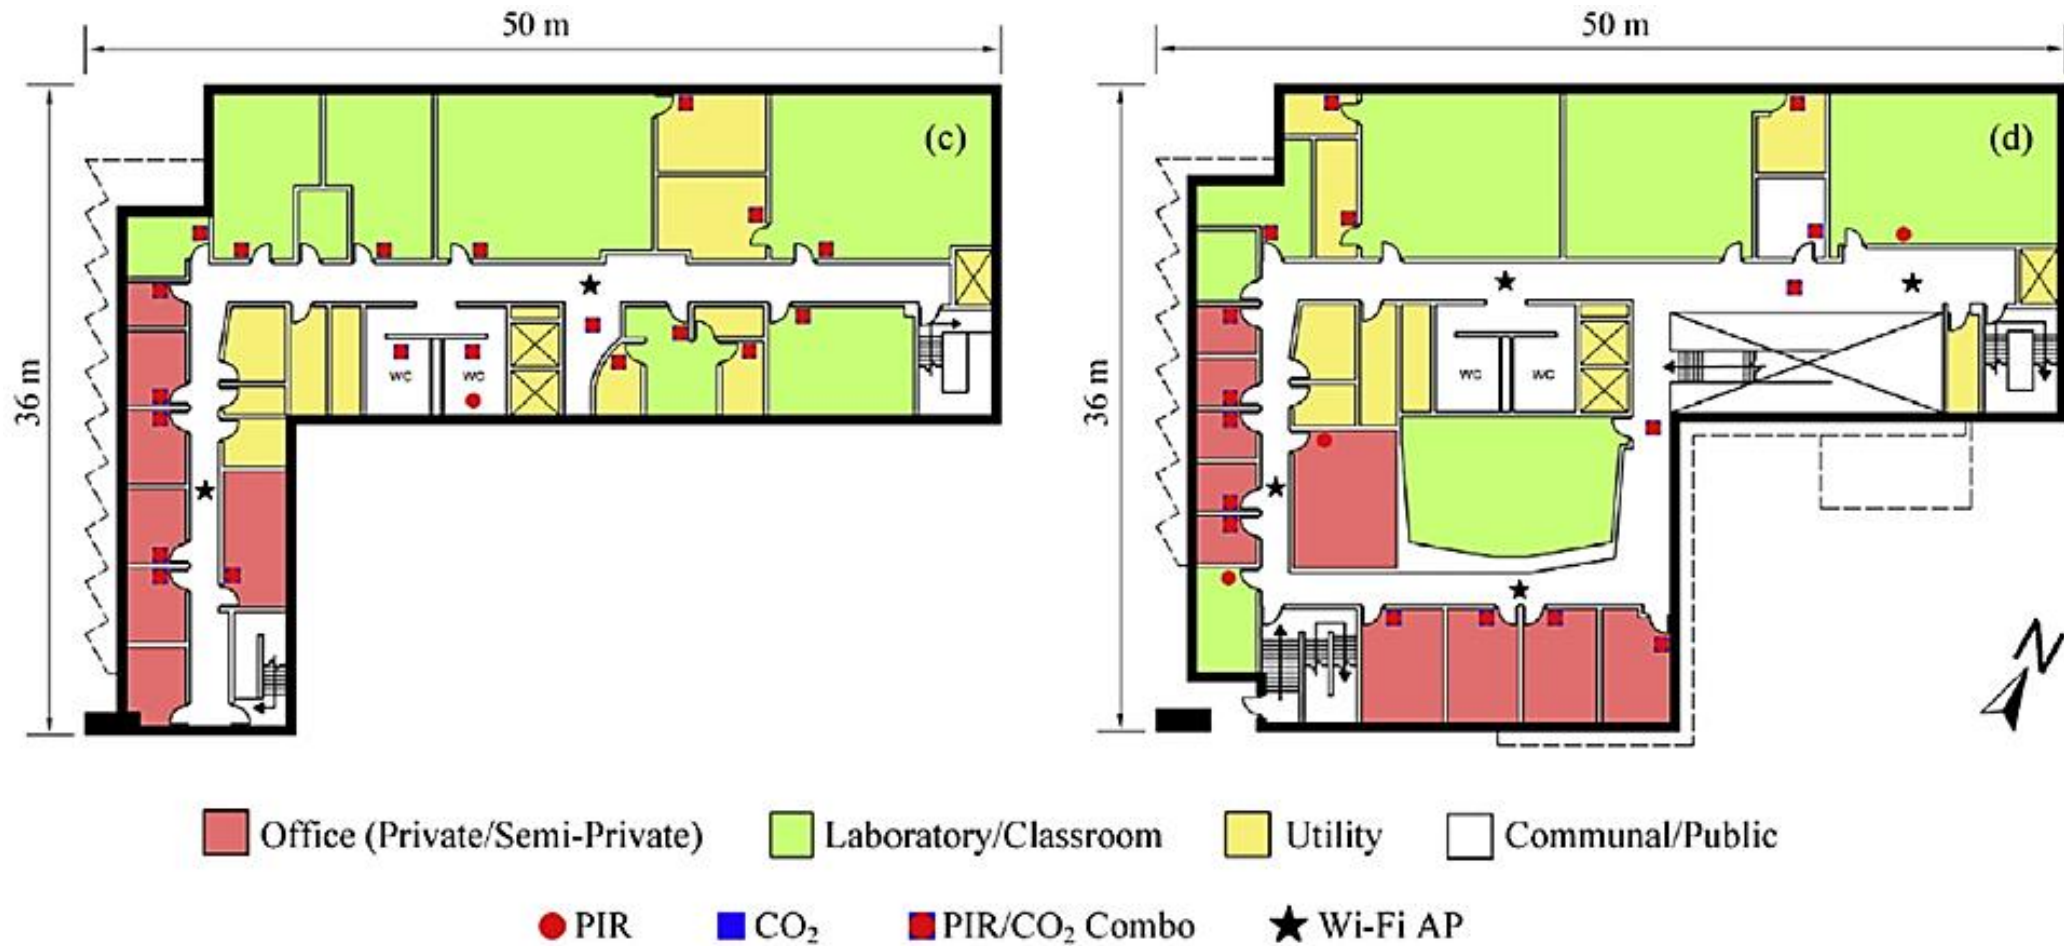 50 m
50 m
36 m
(c)
WC
WC
36 m
(d)
WC
WC
N
Office (Private/Semi-Private)
Laboratory/Classroom
Utility
Communal/Public
PIR
CO₂
PIR/CO₂ Combo
Wi-Fi AP